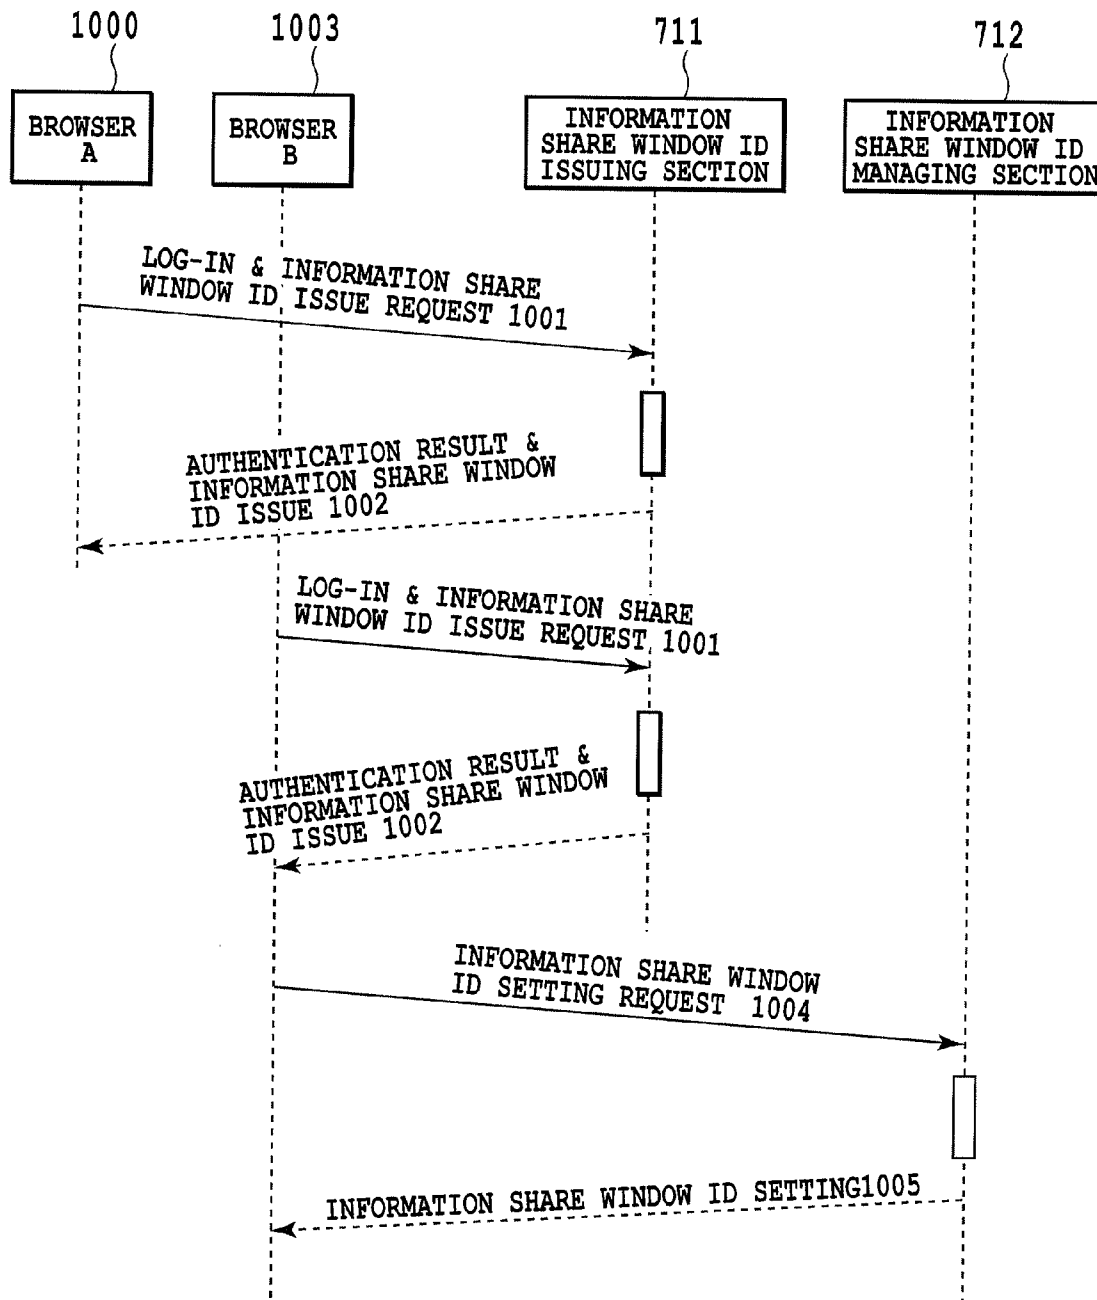 1000
1003
711
712
BROWSER
A
BROWSER
B
INFORMATION
SHARE WINDOW ID
ISSUING SECTION
INFORMATION
SHARE WINDOW ID
MANAGING SECTION
LOG-IN & INFORMATION SHARE
WINDOW ID ISSUE REQUEST 1001
AUTHENTICATION RESULT &
INFORMATION SHARE WINDOW
ID ISSUE 1002
LOG-IN & INFORMATION SHARE
WINDOW ID ISSUE REQUEST 1001
AUTHENTICATION RESULT &
INFORMATION SHARE WINDOW
ID ISSUE 1002
INFORMATION SHARE WINDOW
ID SETTING REQUEST 1004
INFORMATION SHARE WINDOW ID SETTING1005